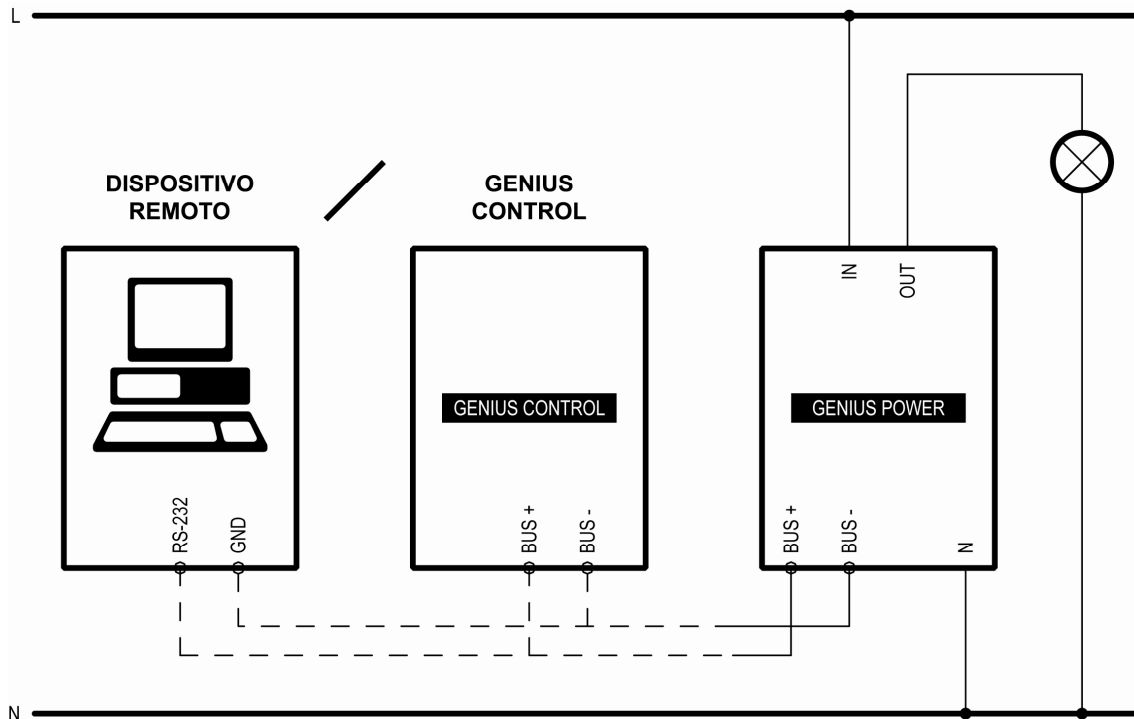 L
DISPOSITIVO
REMOTO
GENIUS
CONTROL
IN
OUT
GENIUS CONTROL
GENIUS POWER
RS-232
GND
BUS +
BUS -
BUS +
BUS -
N
N